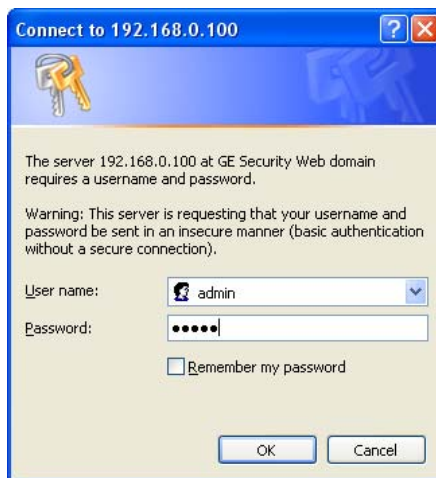 Connect to 192.168.0.100
The server 192.168.0.100 at GE Security Web domain
requires a username and password.
Warning: This server is requesting that your username and
password be sent in an insecure manner (basic authentication
without a secure connection).
User name:
admin
Password:
•••••
Remember my password
OK
Cancel